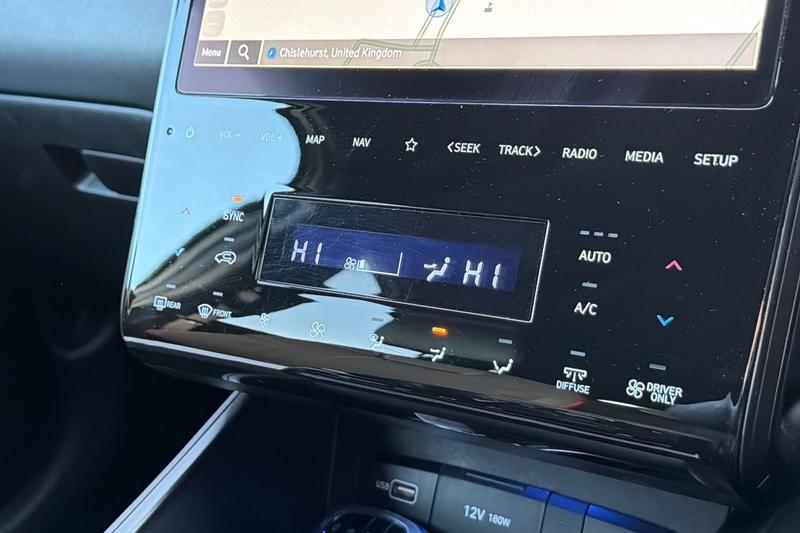 Menu
Chislehurst, United Kingdom
VOL− VOL+ MAP NAV <SEEK TRACK> RADIO MEDIA SETUP
SYNC
HI HI
AUTO
A/C
REAR FRONT
DIFFUSE DRIVER ONLY
USB
12V 180W